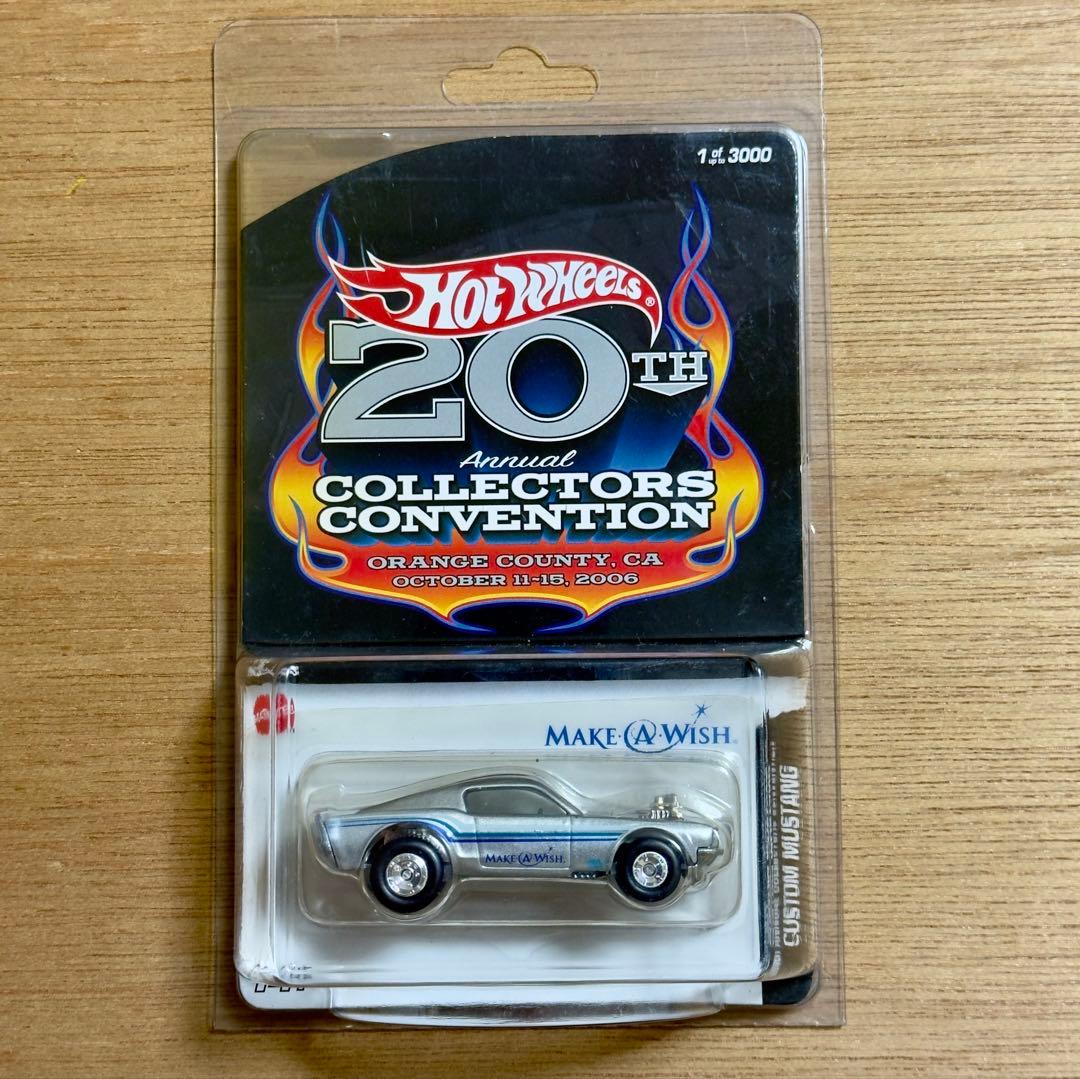 1 of up to 3000
Hot Wheels®
20TH
Annual
COLLECTORS
CONVENTION
ORANGE COUNTY, CA
OCTOBER 11-15, 2006
MATTEL
MAKE·A·WISH®
MAKE·A·WISH®
CUSTOM MUSTANG